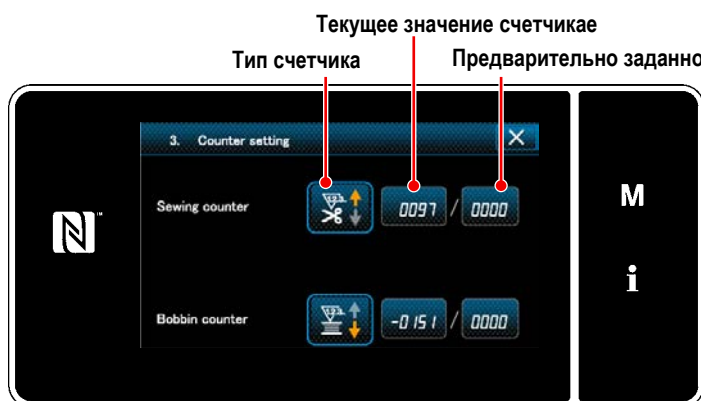 Текущее значение счетчикае
Тип счетчика
Предварительно заданно
3. Counter setting
Sewing counter
0097 / 0000
M
i
Bobbin counter
-0151 / 0000